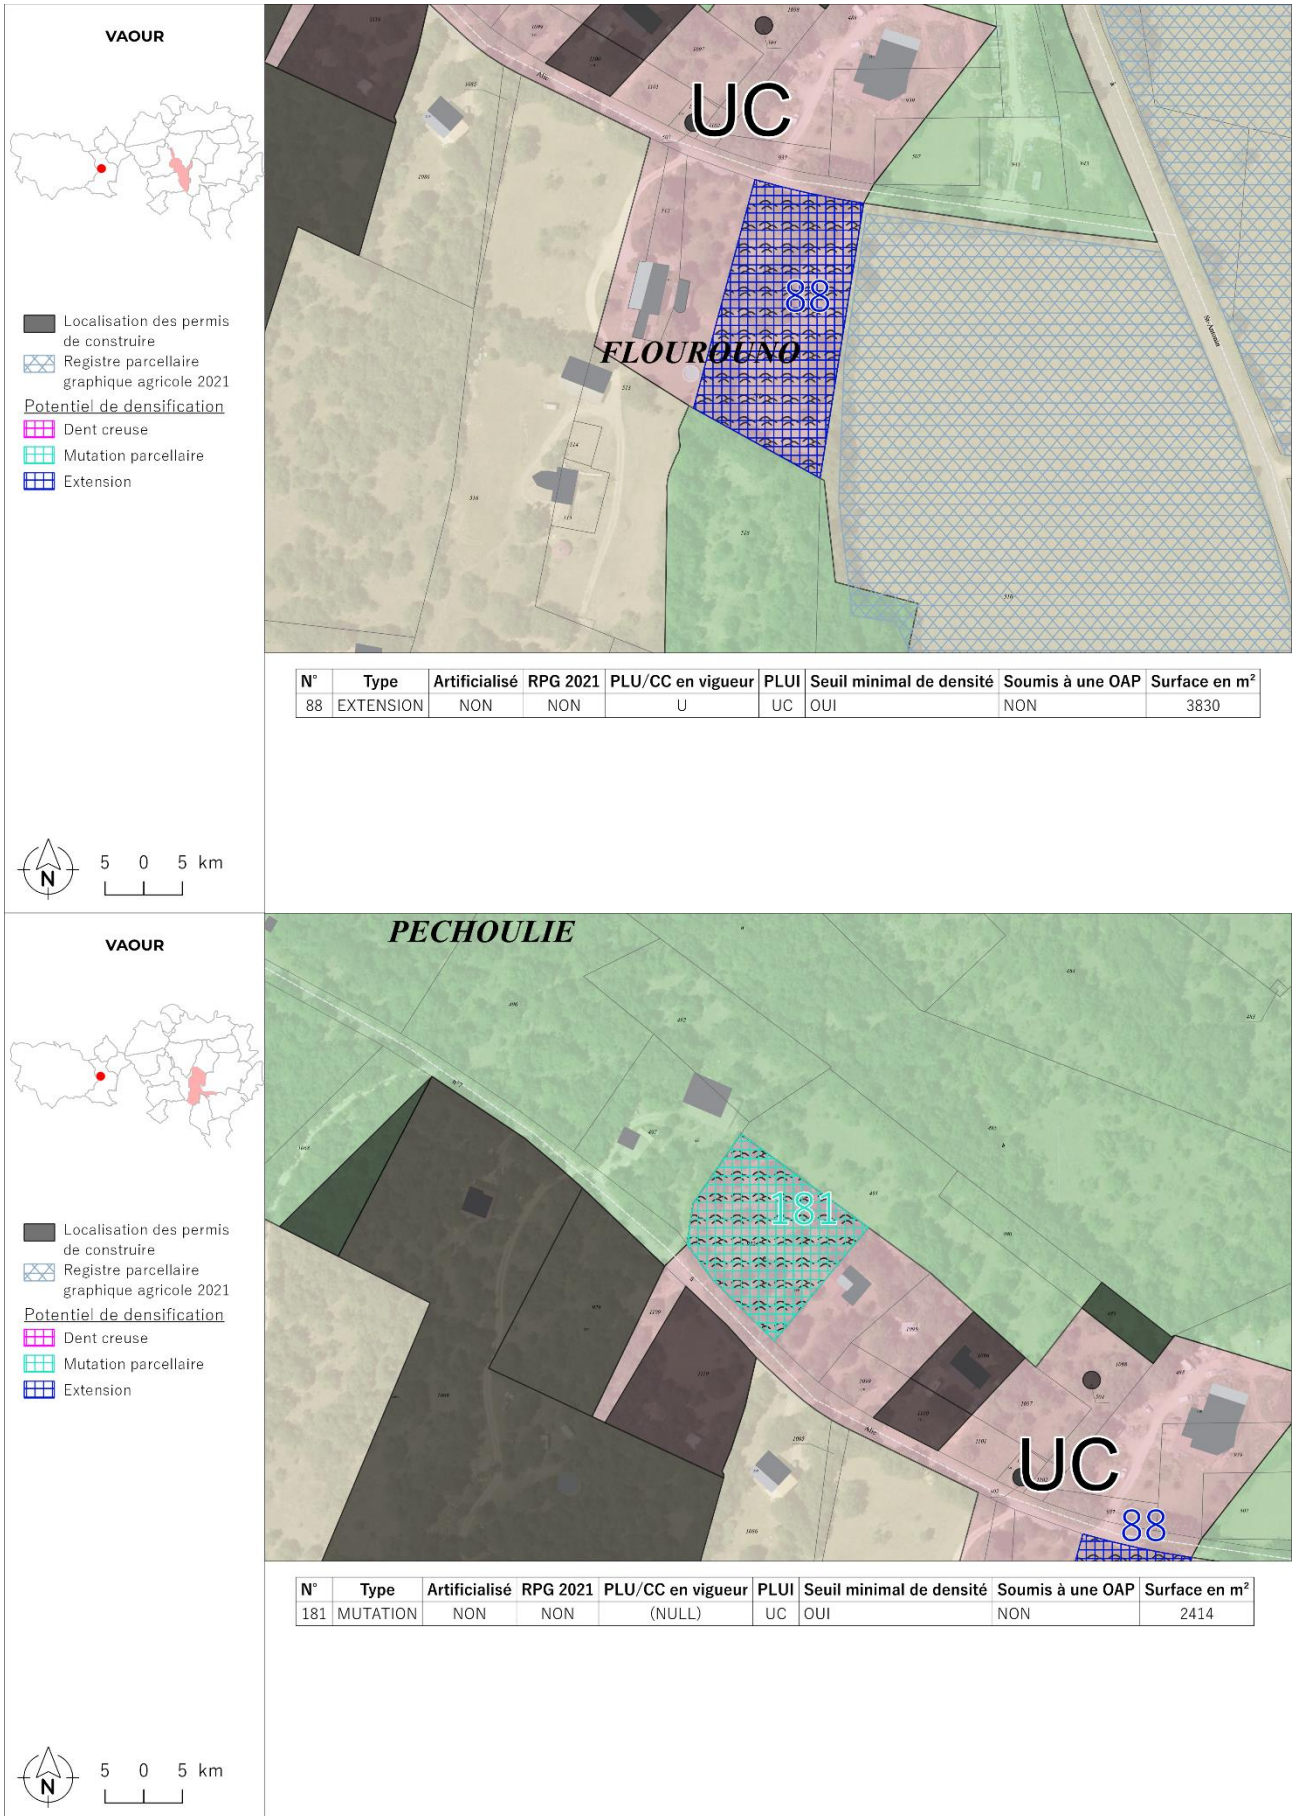 VAOUR
Localisation des permis
de construire
Registre parcellaire
graphique agricole 2021
Potentiel de densification
Dent creuse
Mutation parcellaire
Extension
N
5 0 5 km
UC
88
FLOUROUNO
N° Type Artificialisé RPG 2021 PLU/CC en vigueur PLUI Seuil minimal de densité Soumis à une OAP Surface en m²
88 EXTENSION NON NON U UC OUI NON 3830
VAOUR
Localisation des permis
de construire
Registre parcellaire
graphique agricole 2021
Potentiel de densification
Dent creuse
Mutation parcellaire
Extension
N
5 0 5 km
PECHOULIE
181
UC
88
N° Type Artificialisé RPG 2021 PLU/CC en vigueur PLUI Seuil minimal de densité Soumis à une OAP Surface en m²
181 MUTATION NON NON (NULL) UC OUI NON 2414